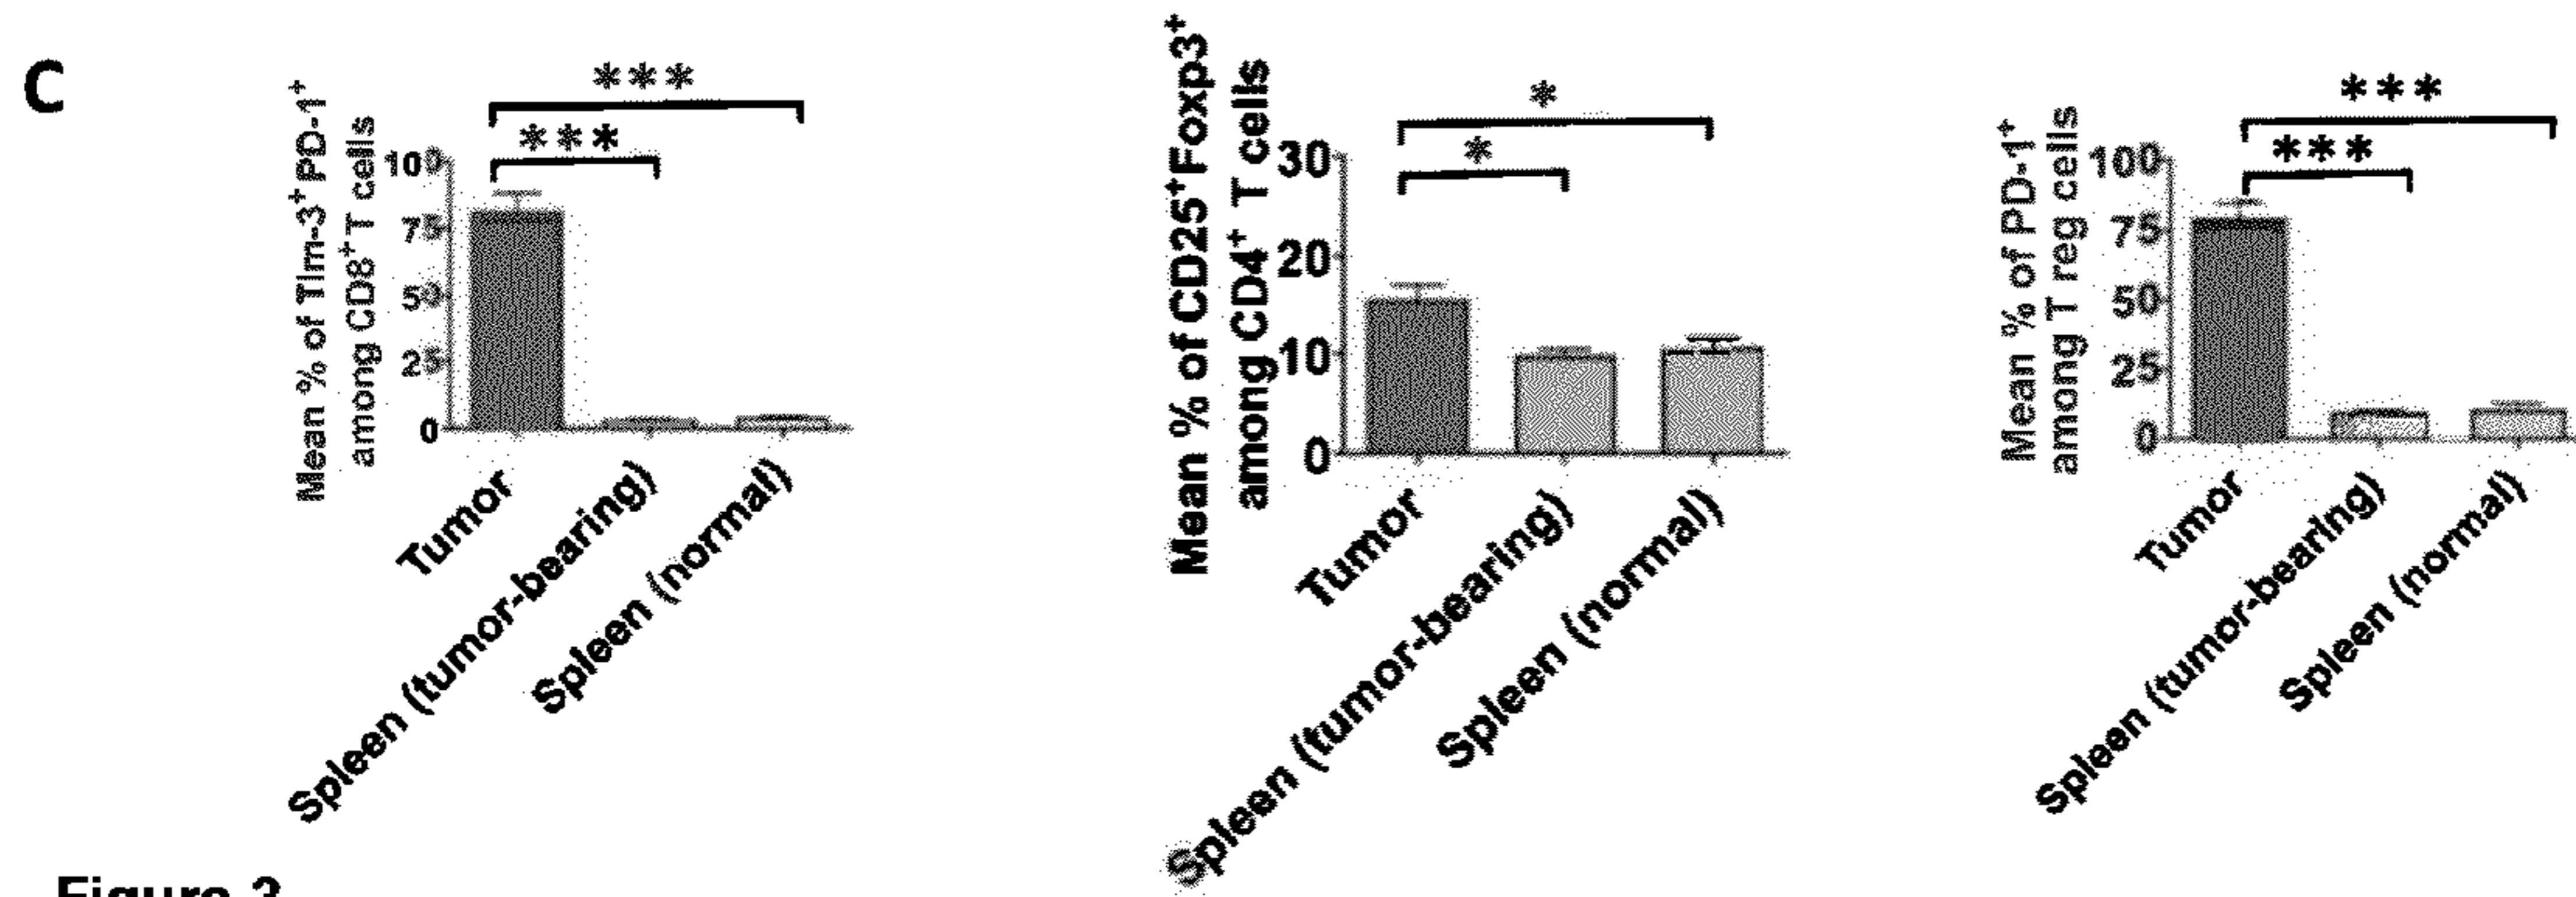 C
Mean % of Tim-3+PD-1+
among CD8+T cells
***
***
100
75
50
25
0
Tumor
Spleen (tumor-bearing)
Spleen (normal)
Mean % of CD25+Foxp3+
among CD4+ T cells
*
*
30
20
10
0
Tumor
Spleen (tumor-bearing)
Spleen (normal)
Mean % of PD-1+
among T reg cells
***
***
100
75
50
25
0
Tumor
Spleen (tumor-bearing)
Spleen (normal)
Figure 3